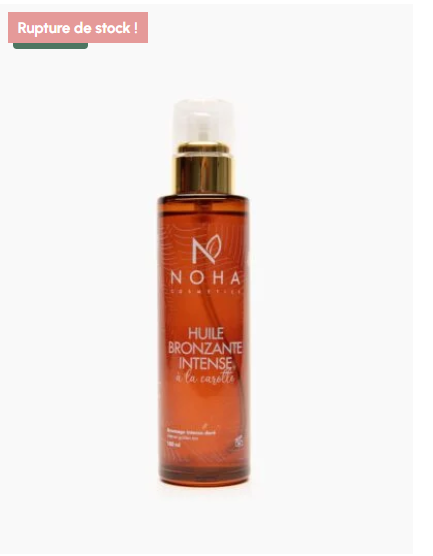 Rupture de stock !
NOHA
COSMETICS
HUILE
BRONZANTE
INTENSE
à la carotte